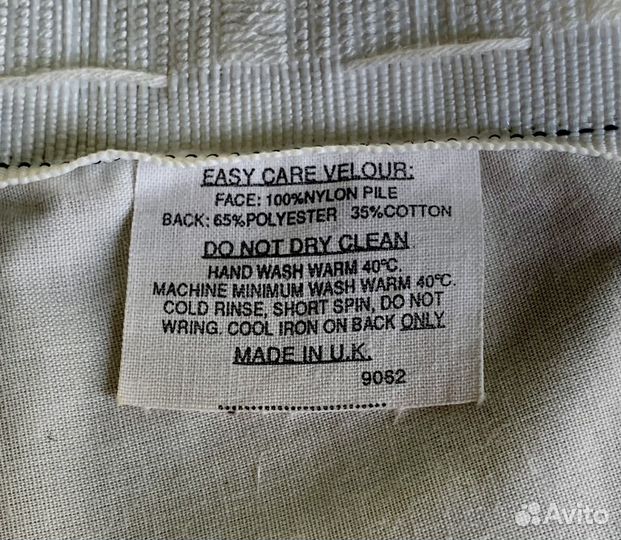 EASY CARE VELOUR:
FACE: 100%NYLON PILE
BACK: 65%POLYESTER 35%COTTON
DO NOT DRY CLEAN
HAND WASH WARM 40°C.
MACHINE MINIMUM WASH WARM 40°C.
COLD RINSE, SHORT SPIN, DO NOT
WRING. COOL IRON ON BACK ONLY.
MADE IN U.K.
9062
Avito